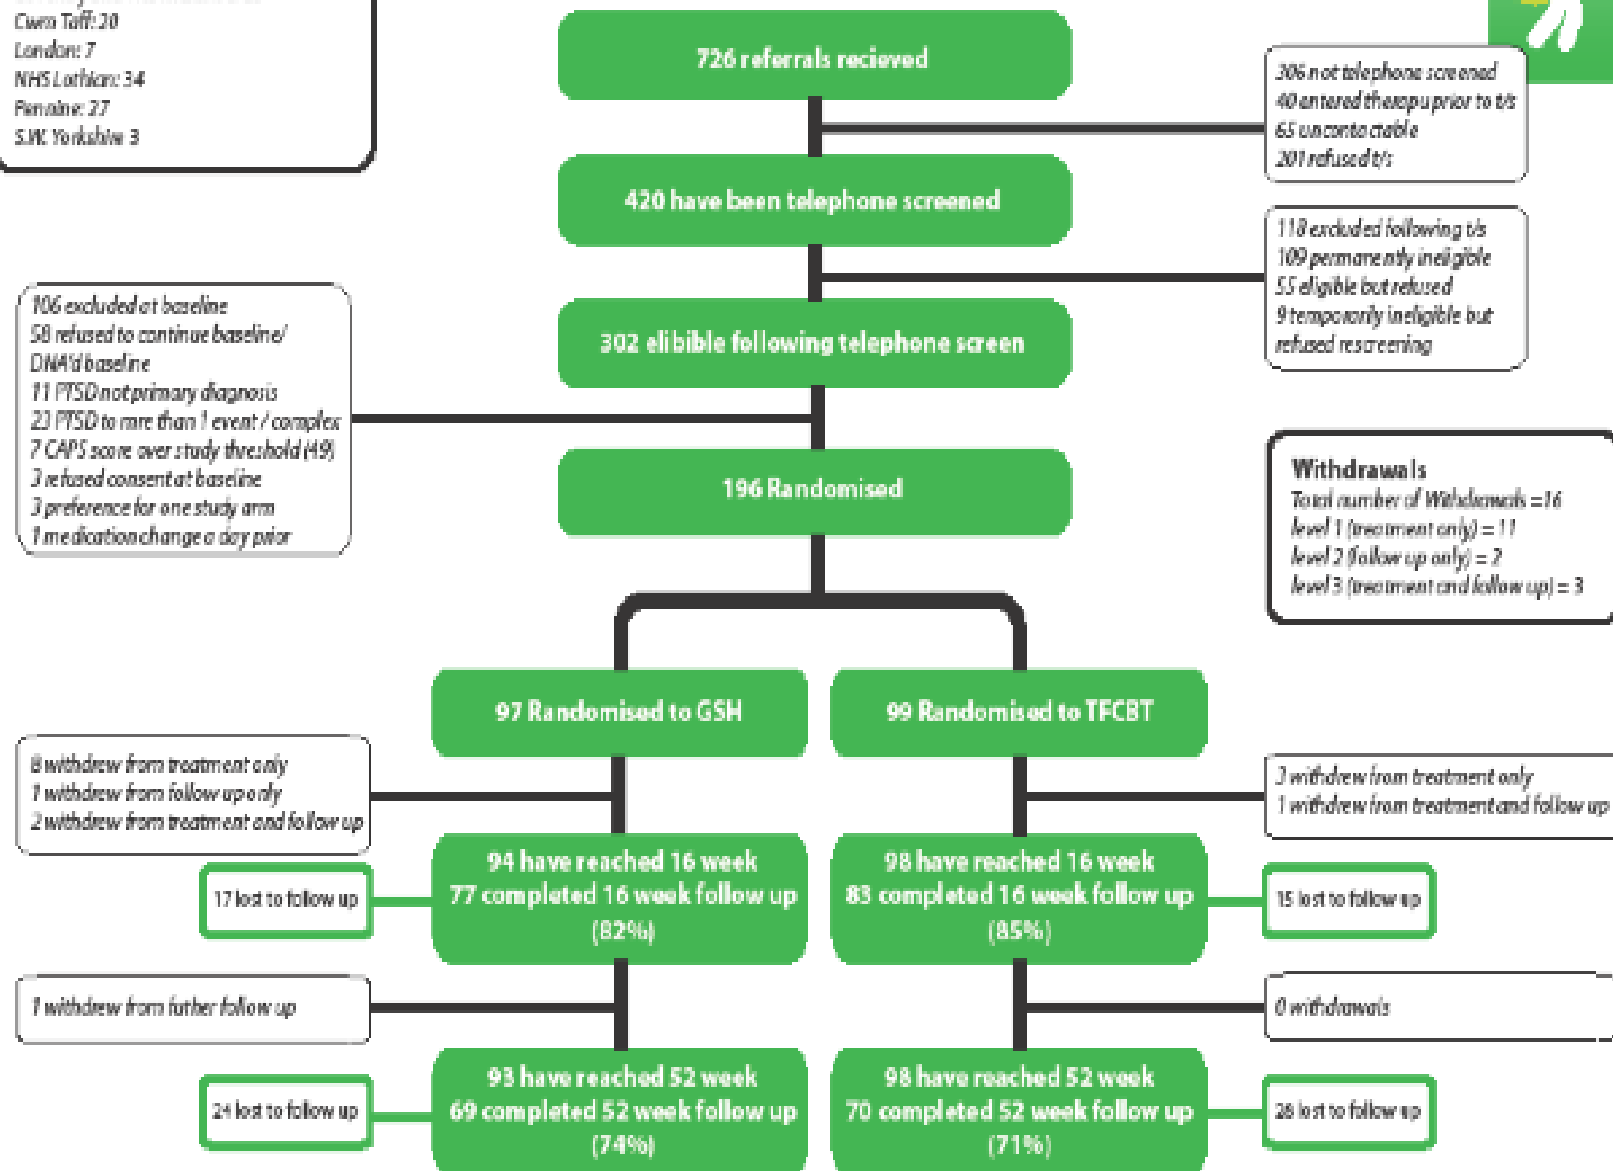 Cwm Taff: 20
London: 7
NHS Lothian: 34
Pennine: 27
S.W. Yorkshire 3
726 referrals recieved
306 not telephone screened
40 entered therapu prior to t/s
65 uncontactable
201 refused t/s
420 have been telephone screened
118 excluded following t/s
109 permanently ineligible
55 eligible but refused
9 temporarily ineligible but
refused rescreening
302 elibible following telephone screen
106 excluded at baseline
58 refused to continue baseline/
DNA'd baseline
11 PTSD not primary diagnosis
23 PTSD to mre than 1 event / complex
7 CAPS score over study threshold (49)
3 refused consent at baseline
3 preference for one study arm
1 medication change a day prior
196 Randomised
Withdrawals
Total number of Withdrawals =16
level 1 (treatment only) = 11
level 2 (follow up only) = 2
level 3 (treatment and follow up) = 3
97 Randomised to GSH
99 Randomised to TFCBT
8 withdrew from treatment only
1 withdrew from follow up only
2 withdrew from treatment and follow up
3 withdrew from treatment only
1 withdrew from treatment and follow up
94 have reached 16 week
77 completed 16 week follow up
(82%)
98 have reached 16 week
83 completed 16 week follow up
(85%)
17 lost to follow up
15 lost to follow up
1 withdrew from futher follow up
0 withdrawals
93 have reached 52 week
69 completed 52 week follow up
(74%)
98 have reached 52 week
70 completed 52 week follow up
(71%)
24 lost to follow up
28 lost to follow up